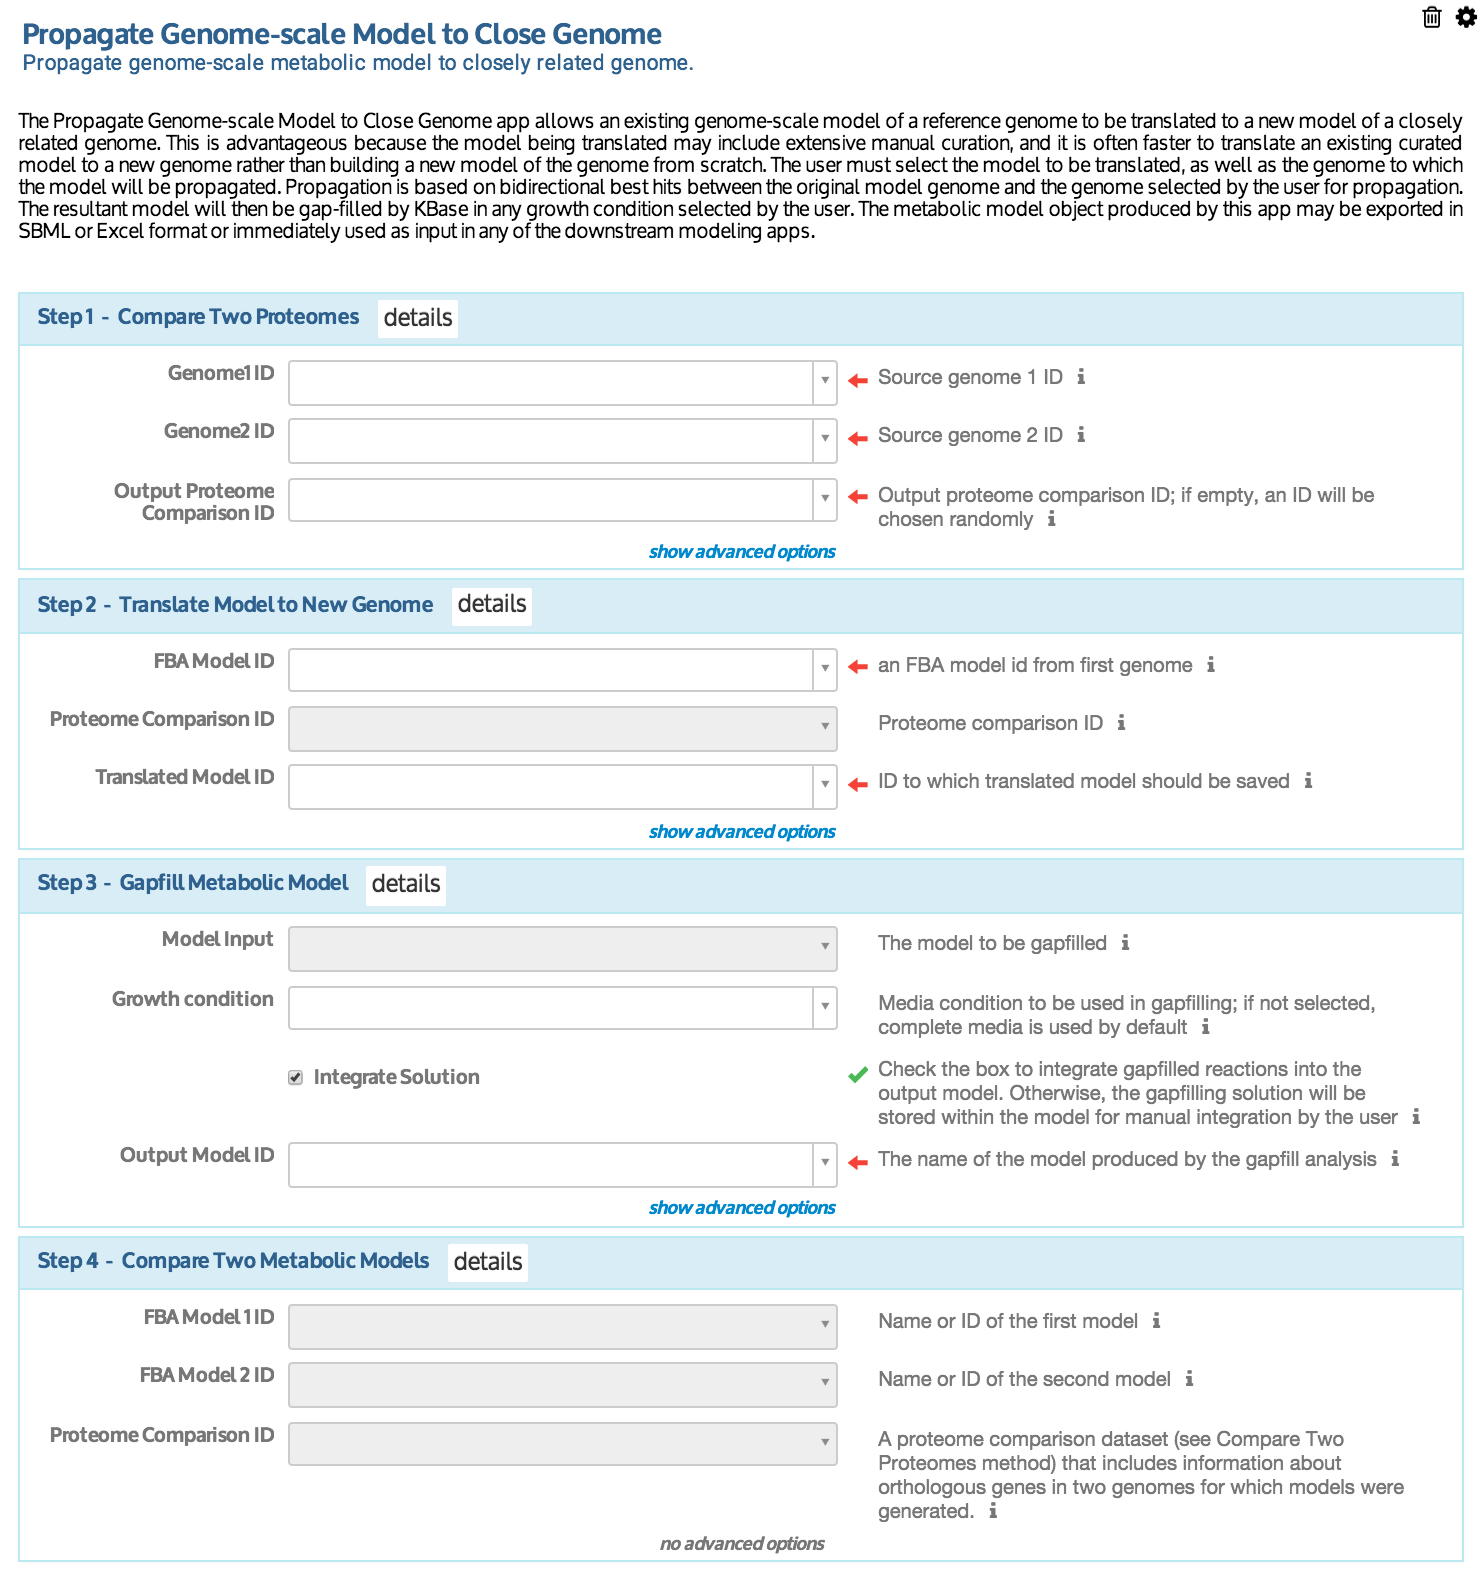 Propagate Genome-scale Model to Close Genome
Propagate genome-scale metabolic model to closely related genome.
The Propagate Genome-scale Model to Close Genome app allows an existing genome-scale model of a reference genome to be translated to a new model of a closely
related genome. This is advantageous because the model being translated may include extensive manual curation, and it is often faster to translate an existing curated
model to a new genome rather than building a new model of the genome from scratch. The user must select the model to be translated, as well as the genome to which
the model will be propagated. Propagation is based on bidirectional best hits between the original model genome and the genome selected by the user for propagation.
The resultant model will then be gap-filled by KBase in any growth condition selected by the user. The metabolic model object produced by this app may be exported in
SBML or Excel format or immediately used as input in any of the downstream modeling apps.
Step 1 - Compare Two Proteomes details
Genome1 ID Source genome 1 ID
Genome2 ID Source genome 2 ID
Output Proteome Comparison ID Output proteome comparison ID; if empty, an ID will be
chosen randomly
show advanced options
Step 2 - Translate Model to New Genome details
FBA Model ID an FBA model id from first genome
Proteome Comparison ID Proteome comparison ID
Translated Model ID ID to which translated model should be saved
show advanced options
Step 3 - Gapfill Metabolic Model details
Model Input The model to be gapfilled
Growth condition Media condition to be used in gapfilling; if not selected,
complete media is used by default
Integrate Solution Check the box to integrate gapfilled reactions into the
output model. Otherwise, the gapfilling solution will be
stored within the model for manual integration by the user
Output Model ID The name of the model produced by the gapfill analysis
show advanced options
Step 4 - Compare Two Metabolic Models details
FBA Model 1 ID Name or ID of the first model
FBA Model 2 ID Name or ID of the second model
Proteome Comparison ID A proteome comparison dataset (see Compare Two
Proteomes method) that includes information about
orthologous genes in two genomes for which models were
generated.
no advanced options